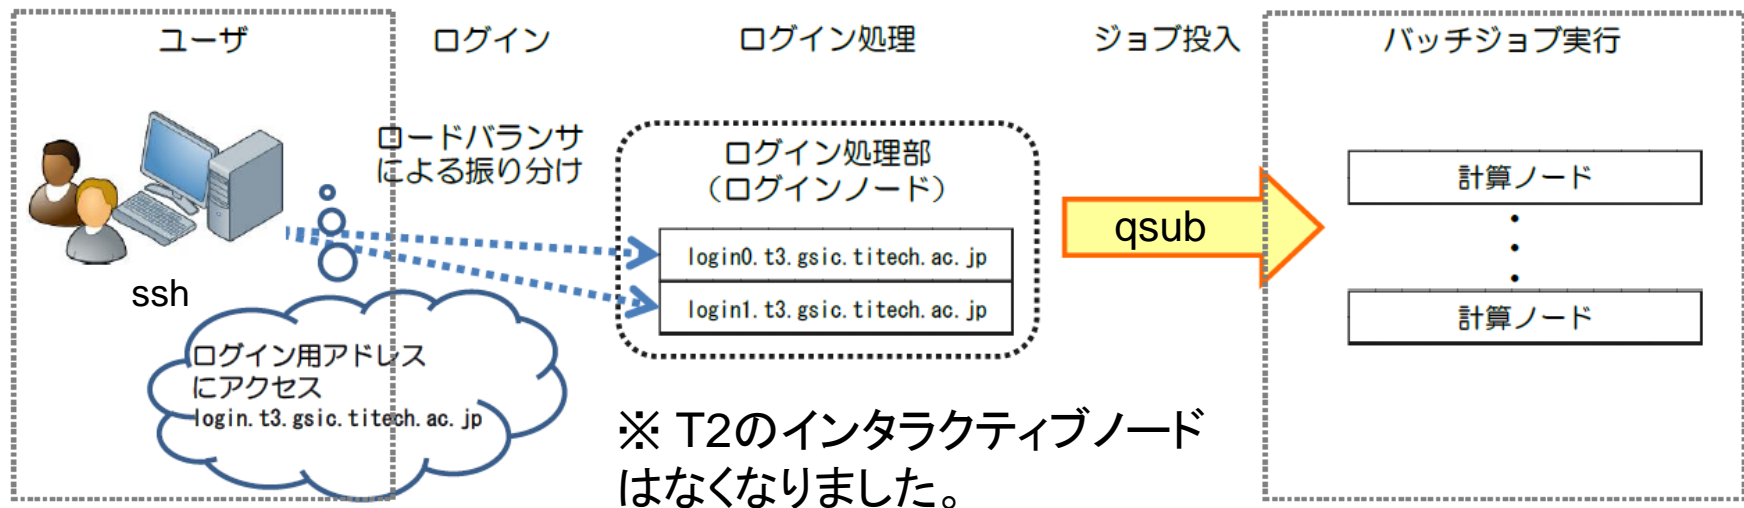 ユーザ
ログイン
ログイン処理
ジョブ投入
バッチジョブ実行
ロードバランサ
による振り分け
ログイン処理部
(ログインノード)
login0.t3.gsic.titech.ac.jp
login1.t3.gsic.titech.ac.jp
qsub
計算ノード
計算ノード
ssh
ログイン用アドレス
にアクセス
login.t3.gsic.titech.ac.jp
※ T2のインタラクティブノード
はなくなりました。